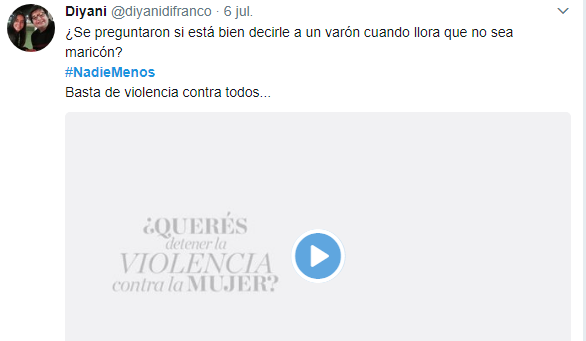 Diyani @diyanidifranco · 6 jul.
¿Se preguntaron si está bien decirle a un varón cuando llora que no sea
maricón?
#NadieMenos
Basta de violencia contra todos...
¿QUERÉS
detener la
VIOLENCIA
contra la MUJER?